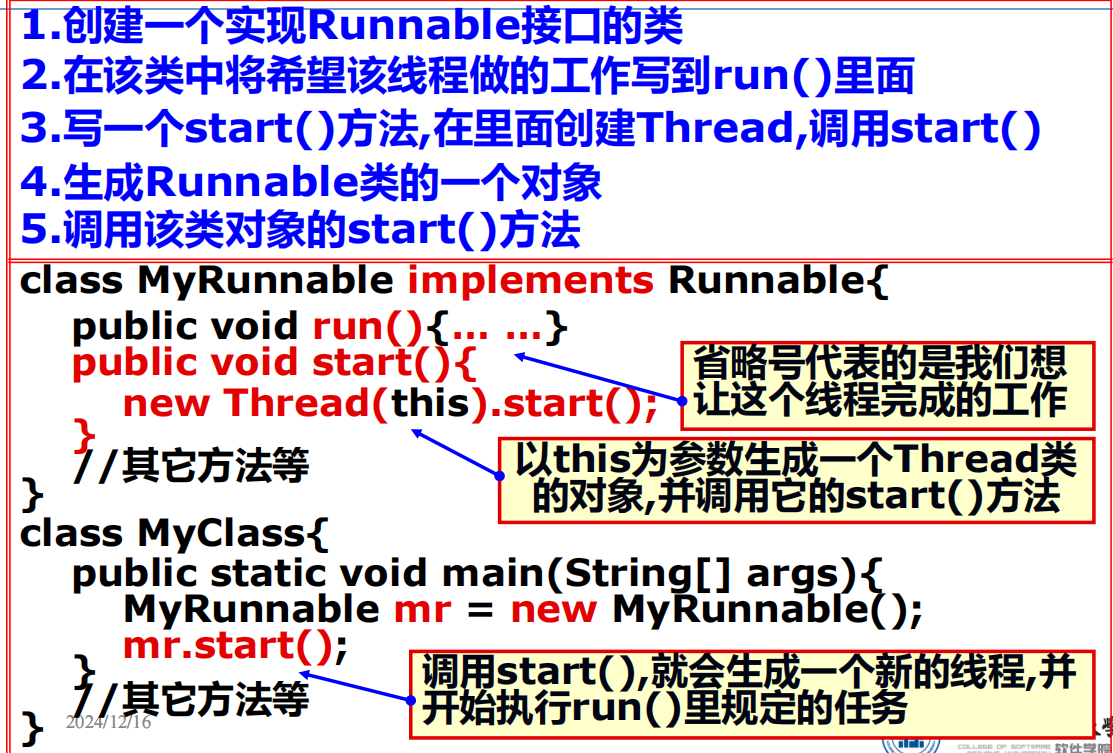 1.创建一个实现Runnable接口的类
2.在该类中将希望该线程做的工作写到run()里面
3.写一个start()方法,在里面创建Thread,调用start()
4.生成Runnable类的一个对象
5.调用该类对象的start()方法
class MyRunnable implements Runnable{
public void run(){… …}
public void start(){
new Thread(this).start();
}
//其它方法等
}
省略号代表的是我们想
让这个线程完成的工作
以this为参数生成一个Thread类
的对象,并调用它的start()方法
class MyClass{
public static void main(String[] args){
MyRunnable mr = new MyRunnable();
mr.start();
}
//其它方法等
}
调用start(),就会生成一个新的线程,并
开始执行run()里规定的任务
2024/12/16
COLLEGE OF SOFTWARE
软件学院